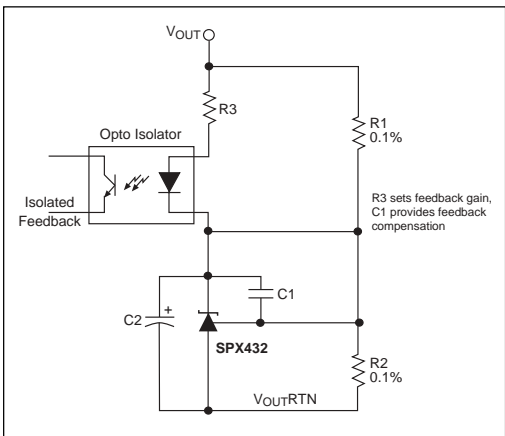 VOUT
R3
R1
0.1%
Opto Isolator
Isolated
Feedback
R3 sets feedback gain,
C1 provides feedback
compensation
C1
C2
+
SPX432
R2
0.1%
VOUTRTN